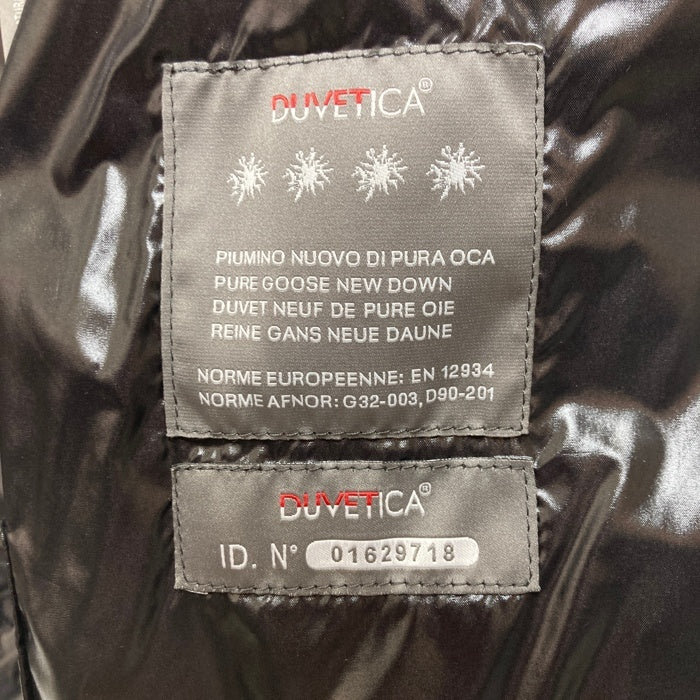 DUVETICA®
PIUMINO NUOVO DI PURA OCA
PURE GOOSE NEW DOWN
DUVET NEUF DE PURE OIE
REINE GANS NEUE DAUNE
NORME EUROPEENNE: EN 12934
NORME AFNOR: G32-003, D90-201
DUVETICA®
ID. N° 01629718